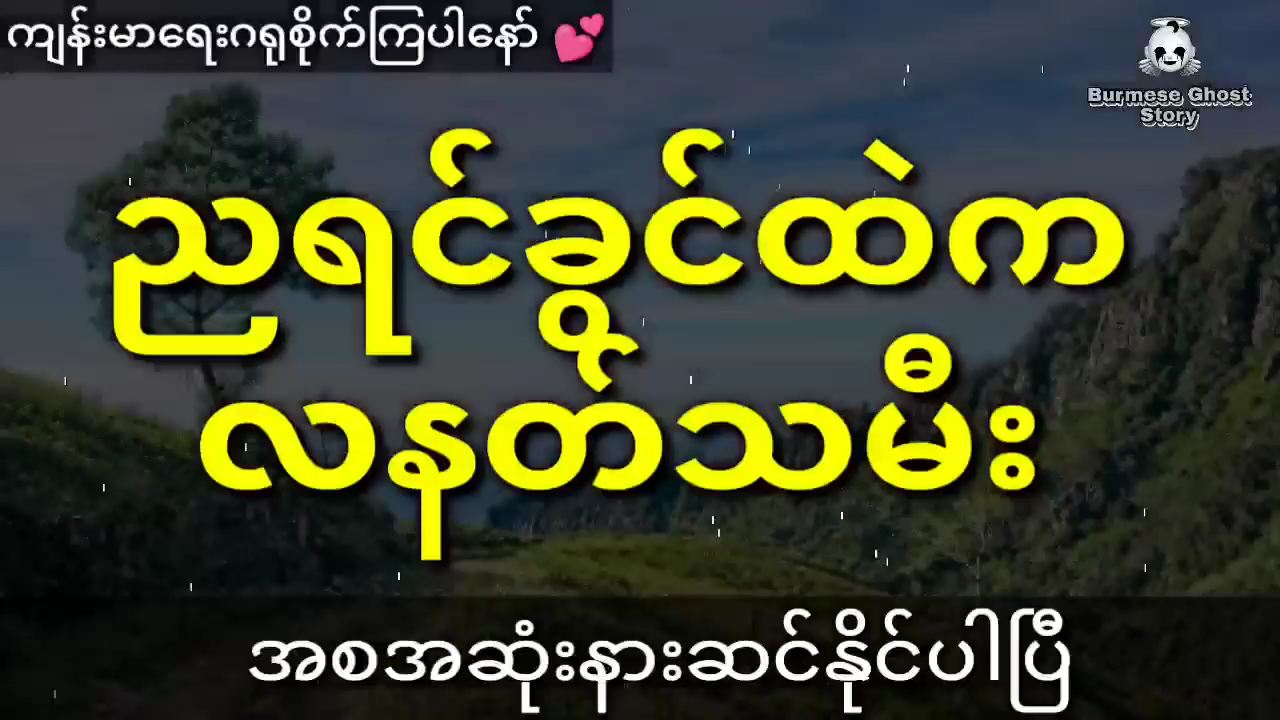 ကျန်းမာရေးဂရုစိုက်ကြပါနော် 💕
Burmese Ghost
Story
ညရင်ခွင်ထဲက
လနတ်သမီး
အစအဆုံးနားဆင်နိုင်ပါပြီ